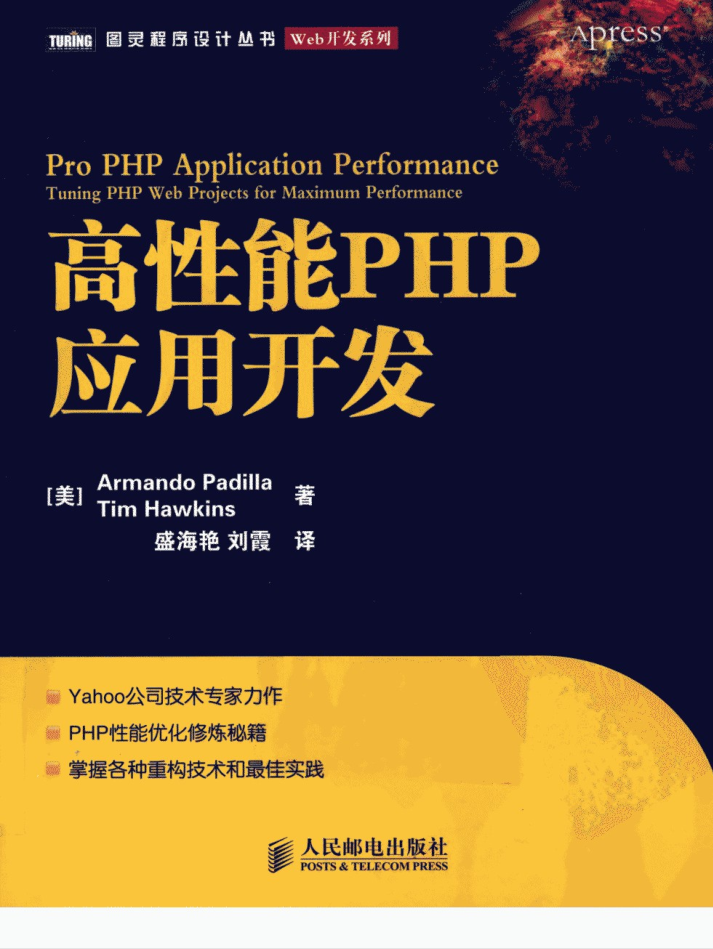 TURING 图灵程序设计丛书 Web开发系列
Apress®
Pro PHP Application Performance
Tuning PHP Web Projects for Maximum Performance
高性能PHP
应用开发
[美] Armando Padilla
Tim Hawkins 著
盛海艳 刘霞 译
Yahoo公司技术专家力作
PHP性能优化修炼秘籍
掌握各种重构技术和最佳实践
人民邮电出版社
POSTS & TELECOM PRESS